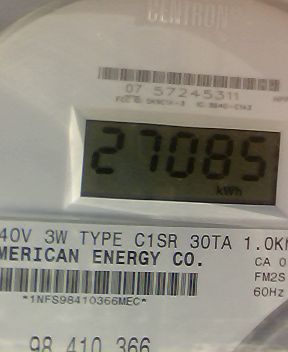 CENTRON®
07 57245311
27085
kWh
40V 3W TYPE C1SR 30TA 1.0K
MERICAN ENERGY CO.
CA 0
FM2S
60Hz
*1NFS98410366MEC*
98 410 366